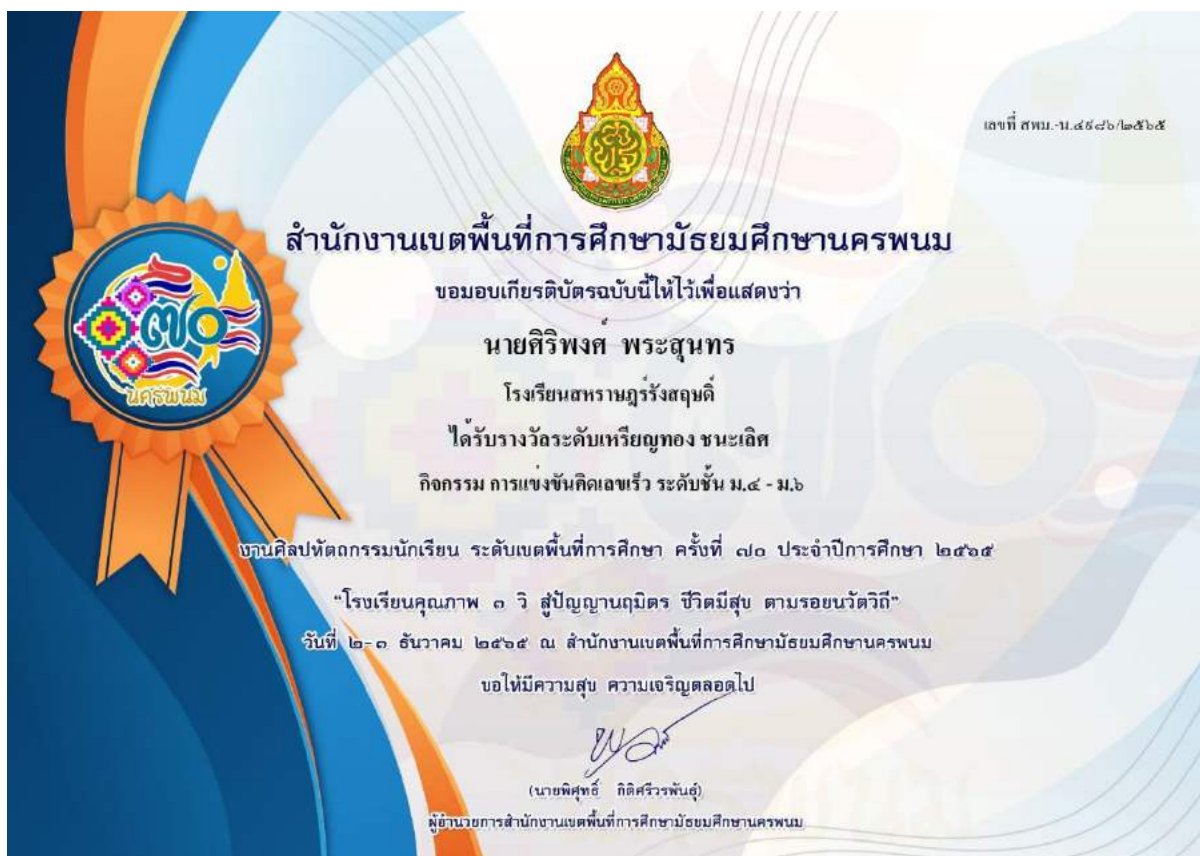 เลขที่ สพม.-น.๔๙๘๖/๒๕๖๕
สำนักงานเขตพื้นที่การศึกษามัธยมศึกษานครพนม
ขอมอบเกียรติบัตรฉบับนี้ให้ไว้เพื่อแสดงว่า
นายศิริพงศ์ พระสุนทร
โรงเรียนสหราษฎร์รังสฤษดิ์
ได้รับรางวัลระดับเหรียญทอง ชนะเลิศ
กิจกรรม การแข่งขันคิดเลขเร็ว ระดับชั้น ม.๔ - ม.๖
๗๐
นครพนม
งานศิลปหัตถกรรมนักเรียน ระดับเขตพื้นที่การศึกษา ครั้งที่ ๗๐ ประจำปีการศึกษา ๒๕๖๕
"โรงเรียนคุณภาพ ๓ วิ สู่ปัญญานฤมิตร ชีวิตมีสุข ตามรอยนวัตวิถี"
วันที่ ๒-๓ ธันวาคม ๒๕๖๕ ณ สำนักงานเขตพื้นที่การศึกษามัธยมศึกษานครพนม
ขอให้มีความสุข ความเจริญตลอดไป
(นายพิศุทธิ์ กิติศรีวรพันธุ์)
ผู้อำนวยการสำนักงานเขตพื้นที่การศึกษามัธยมศึกษานครพนม